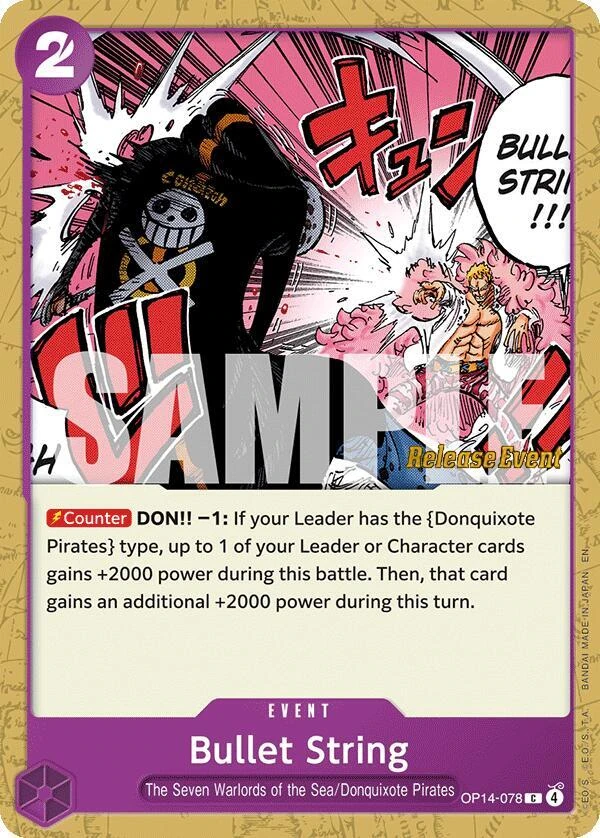 2
キュン
BULL
STRI
!!!
SAMPLE
Release Event
Counter DON!! −1: If your Leader has the {Donquixote
Pirates} type, up to 1 of your Leader or Character cards
gains +2000 power during this battle. Then, that card
gains an additional +2000 power during this turn.
EVENT
Bullet String
The Seven Warlords of the Sea/Donquixote Pirates
OP14-078 C 4
BANDAI MADE IN JAPAN EN